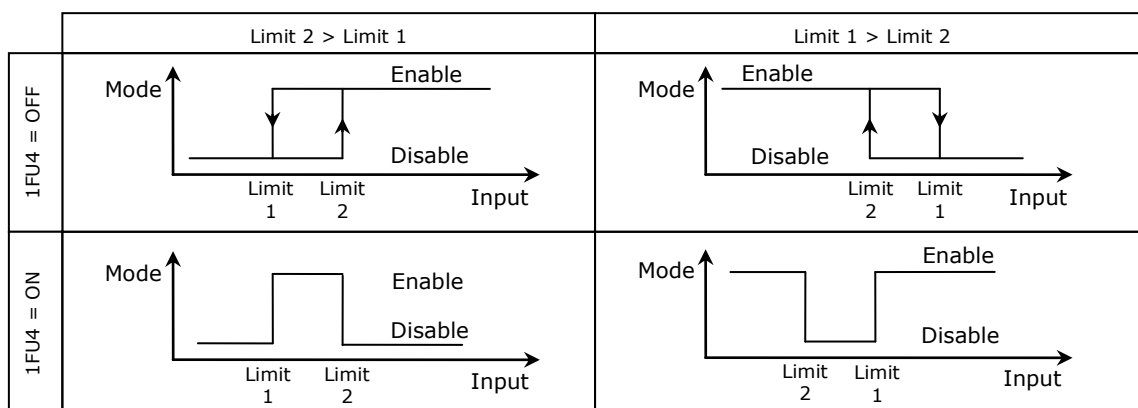 Limit 2 > Limit 1
Limit 1 > Limit 2
1FU4 = OFF
Mode
Enable
Disable
Limit
1
Limit
2
Input
Mode
Enable
Disable
Limit
2
Limit
1
Input
1FU4 = ON
Mode
Enable
Disable
Limit
1
Limit
2
Input
Mode
Enable
Disable
Limit
2
Limit
1
Input